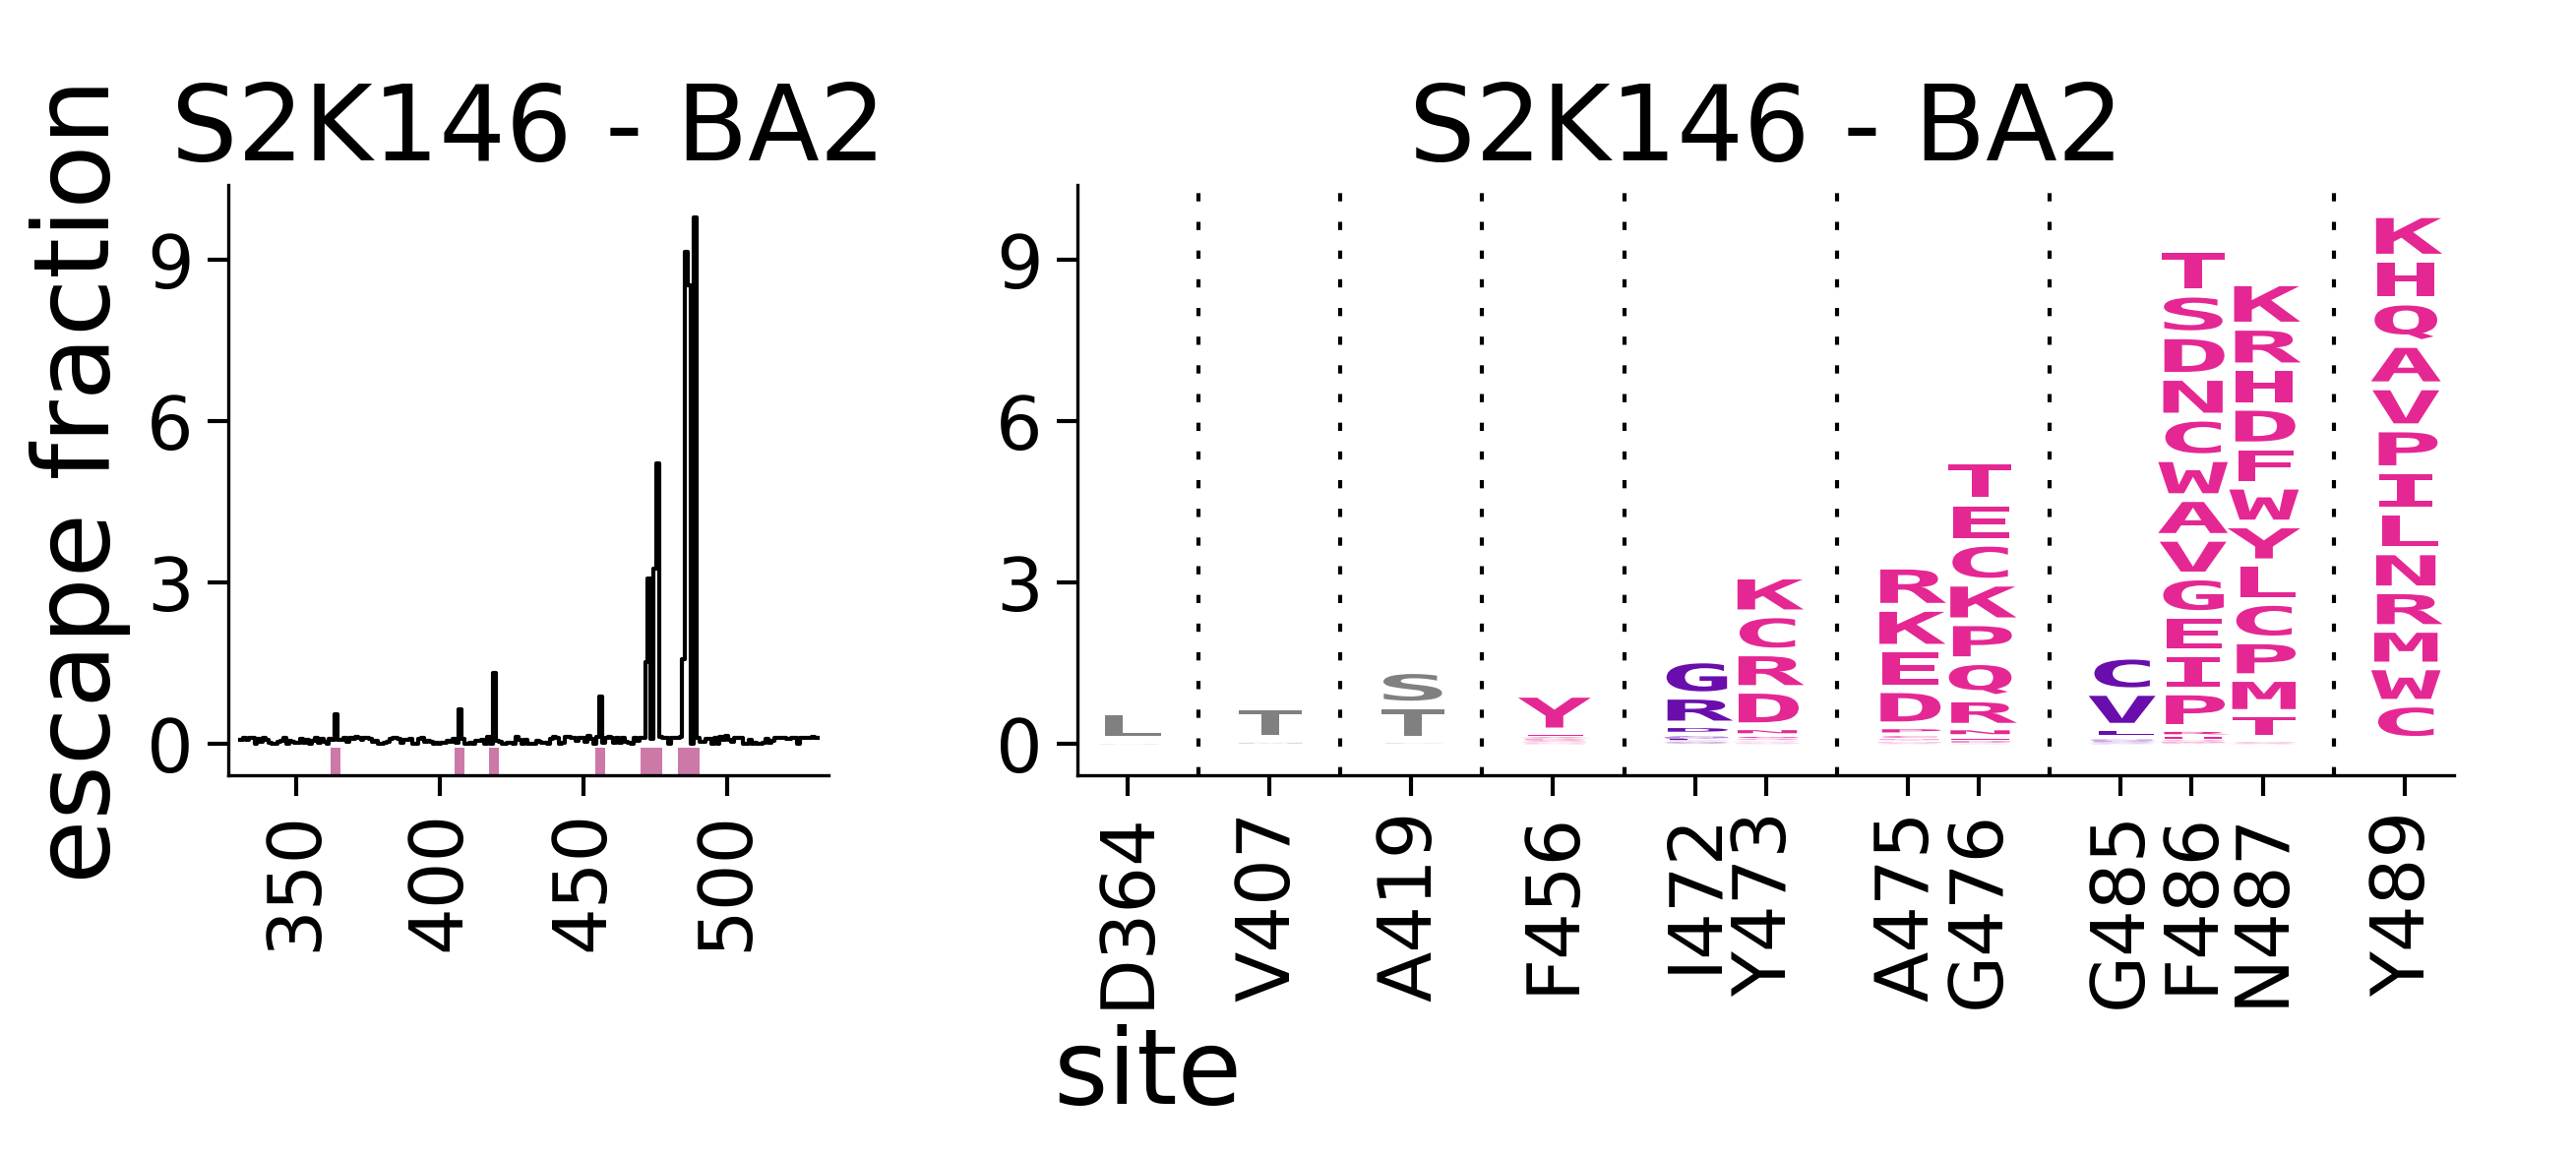 S2K146 - BA2
escape fraction
9
6
3
0
350
400
450
500
S2K146 - BA2
9
6
3
0
L
T
S
T
Y
G
R
K
C
R
D
R
K
E
D
T
E
C
K
P
Q
R
C
V
T
S
D
N
C
W
A
V
G
E
I
P
K
R
H
D
F
W
Y
L
C
P
M
T
K
H
Q
A
V
P
I
L
N
R
M
W
C
D364
V407
A419
F456
I472
Y473
A475
G476
G485
F486
N487
Y489
site